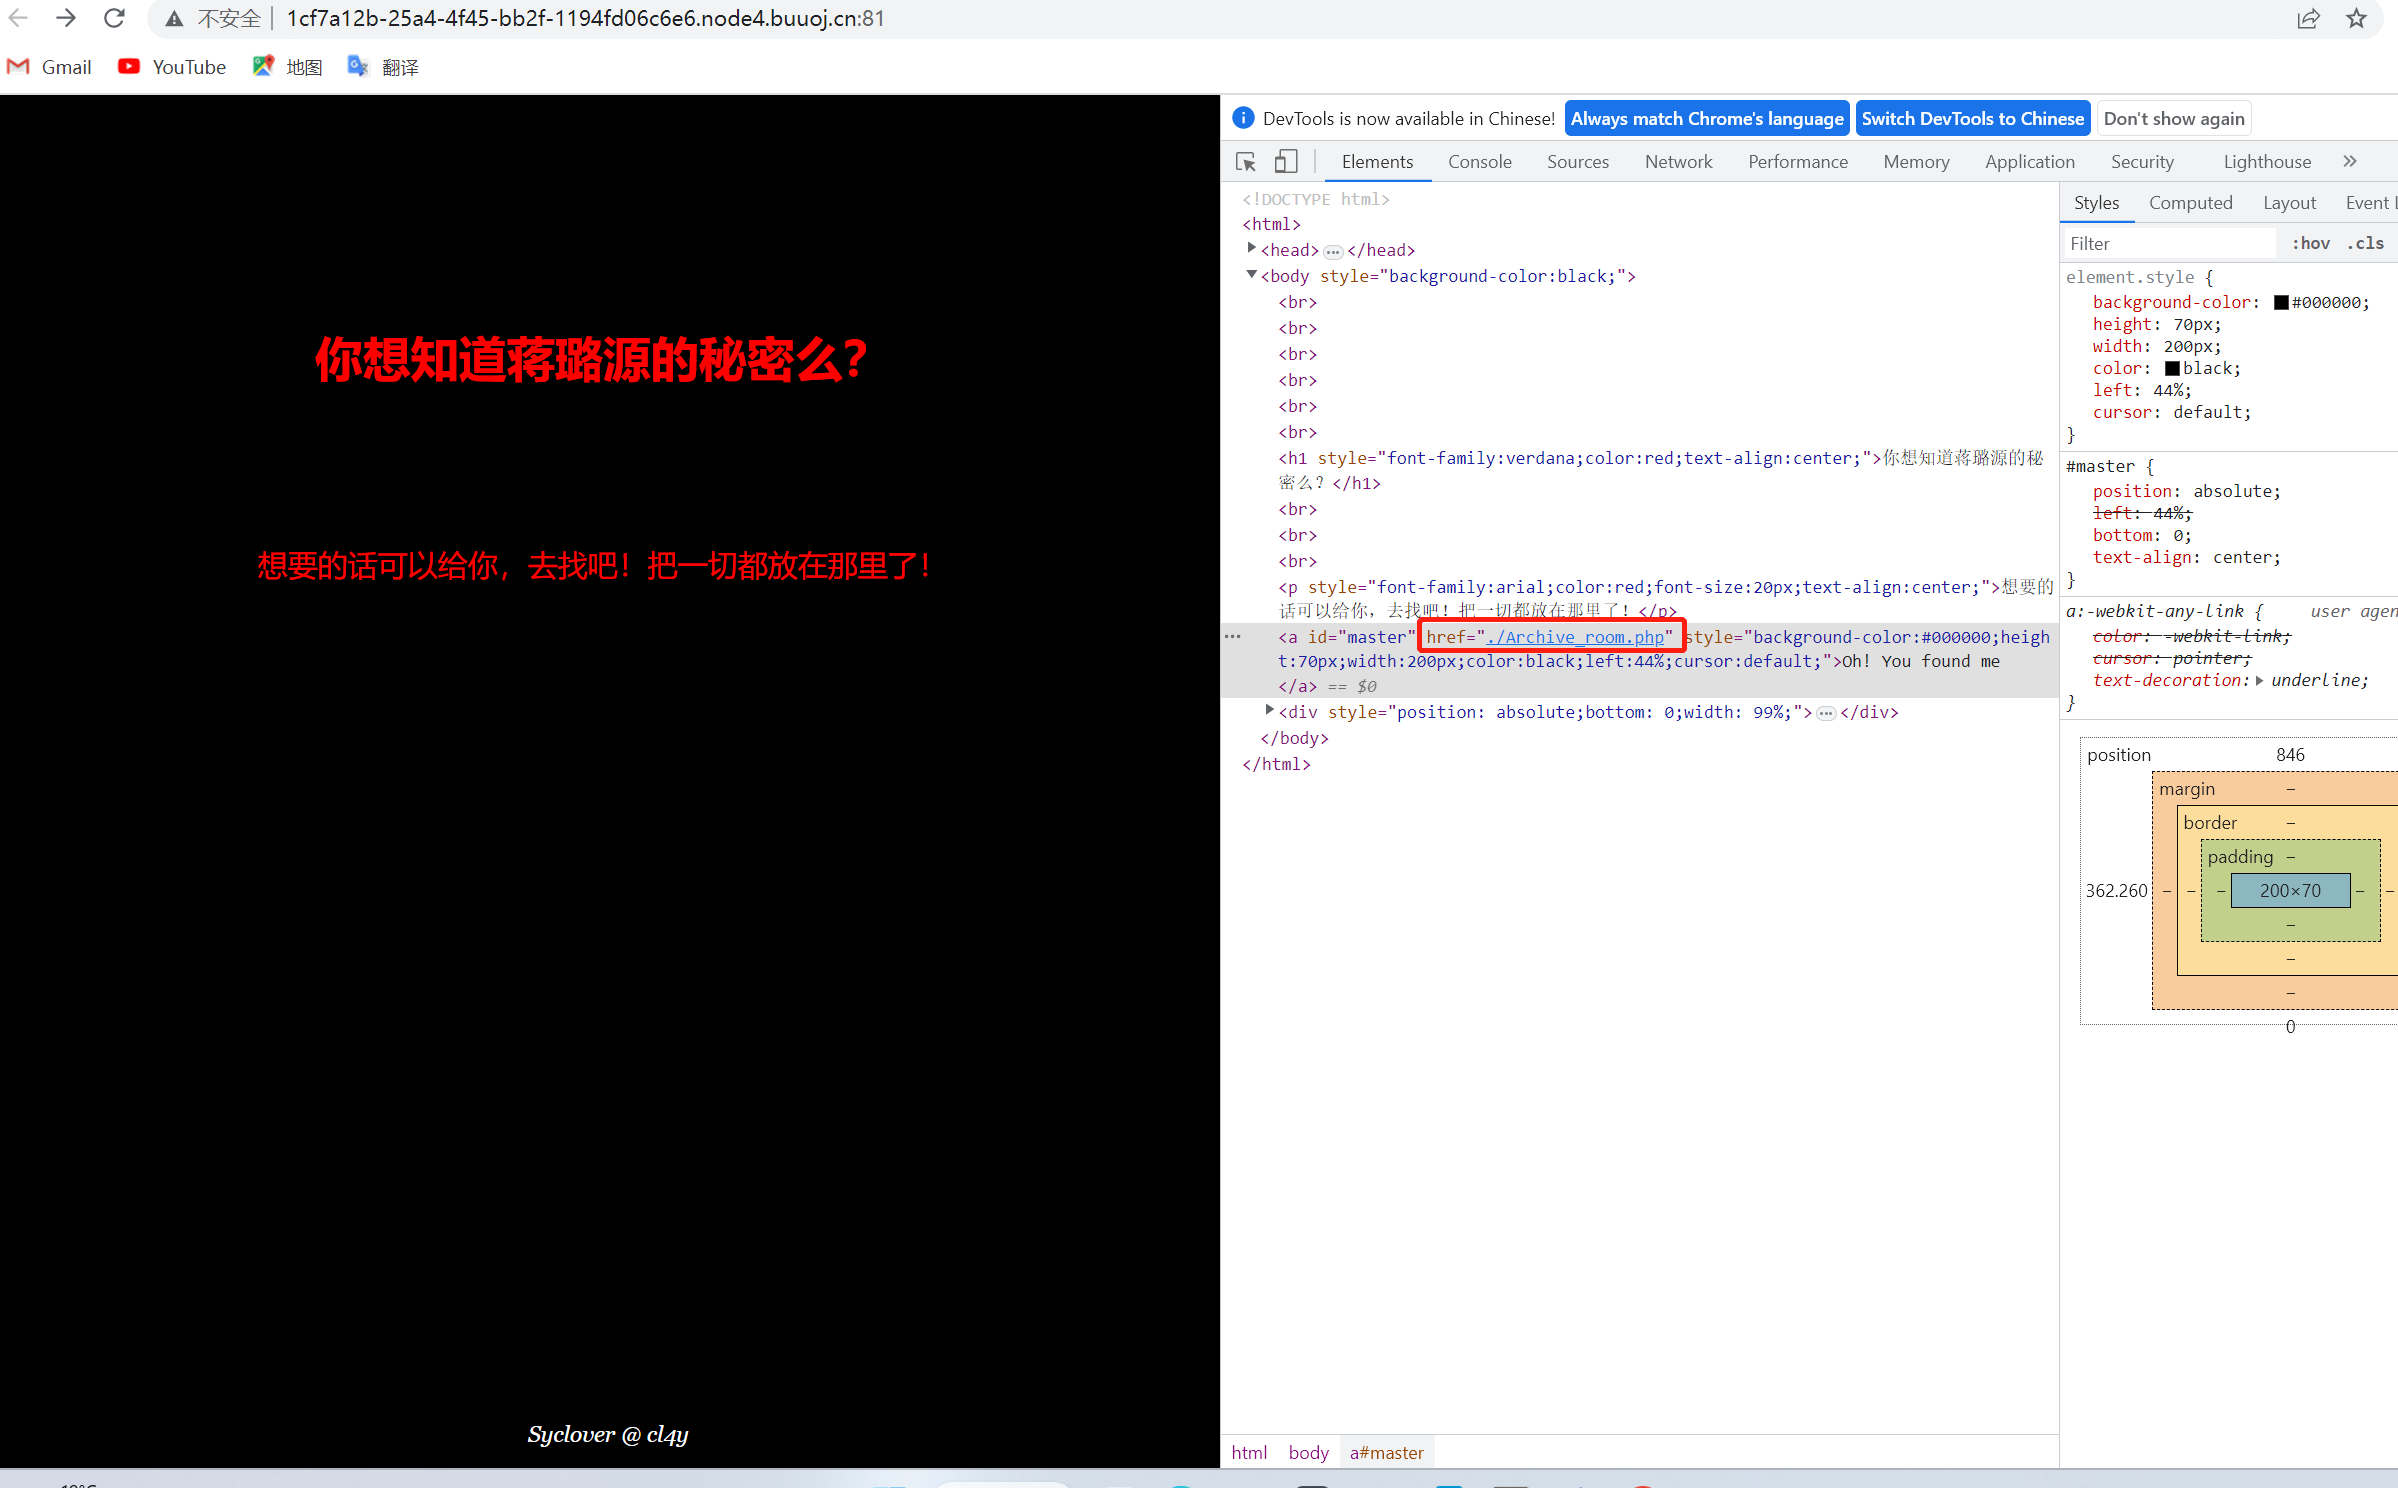 不安全 | 1cf7a12b-25a4-4f45-bb2f-1194fd06c6e6.node4.buuoj.cn:81
Gmail YouTube 地图 翻译
你想知道蒋璐源的秘密么？
想要的话可以给你，去找吧！把一切都放在那里了！
Syclover @ cl4y
DevTools is now available in Chinese! Always match Chrome's language Switch DevTools to Chinese Don't show again
Elements Console Sources Network Performance Memory Application Security Lighthouse »
<!DOCTYPE html>
<html>
<head>…</head>
<body style="background-color:black;">
<br>
<br>
<br>
<br>
<br>
<br>
<h1 style="font-family:verdana;color:red;text-align:center;">你想知道蒋璐源的秘
密么？</h1>
<br>
<br>
<br>
<p style="font-family:arial;color:red;font-size:20px;text-align:center;">想要的
话可以给你，去找吧！把一切都放在那里了！</p>
<a id="master" href="./Archive_room.php" style="background-color:#000000;heigh
t:70px;width:200px;color:black;left:44%;cursor:default;">Oh! You found me
</a> == $0
<div style="position: absolute;bottom: 0;width: 99%;">…</div>
</body>
</html>
html body a#master
Styles Computed Layout Event L
Filter :hov .cls
element.style {
background-color: #000000;
height: 70px;
width: 200px;
color: black;
left: 44%;
cursor: default;
}
#master {
position: absolute;
left: 44%;
bottom: 0;
text-align: center;
}
a:-webkit-any-link { user agen
color: -webkit-link;
cursor: pointer;
text-decoration: underline;
}
position 846
margin –
border –
padding –
362.260 – – – 200×70 – – –
–
–
–
0